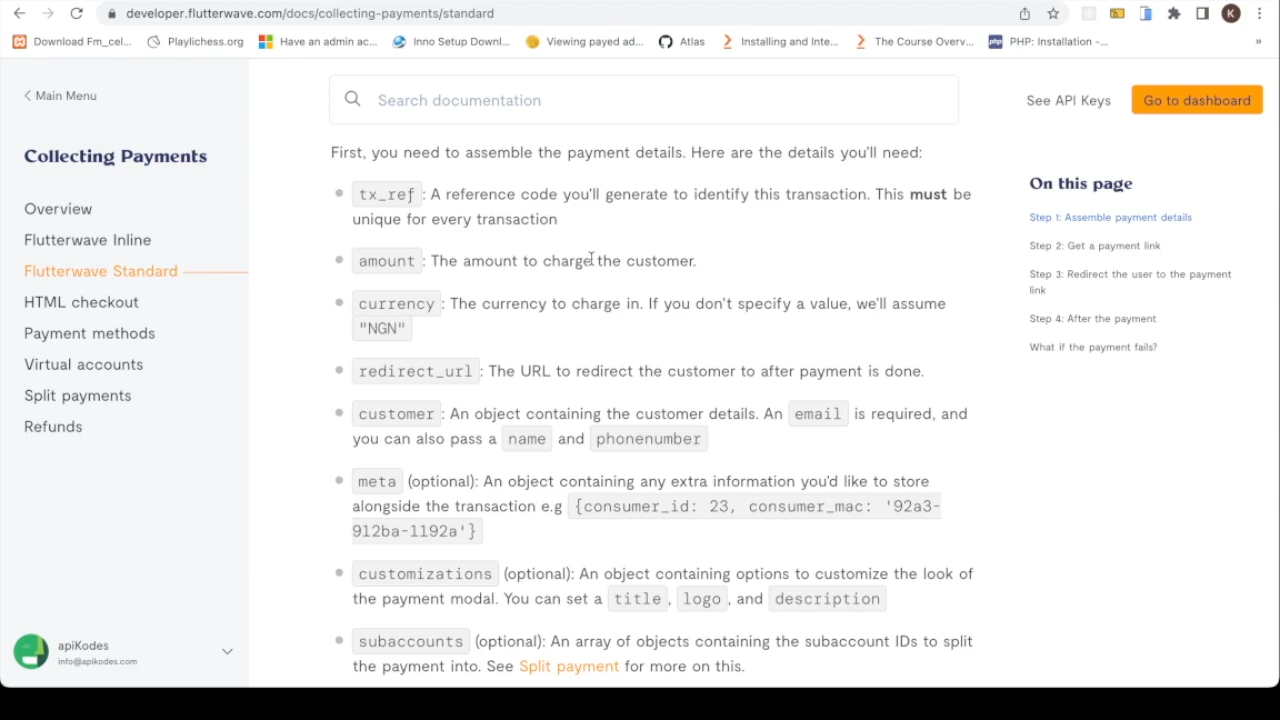 developer.flutterwave.com/docs/collecting-payments/standard
K
Download Fm_cel...
Playlichess.org
Have an admin ac...
Inno Setup Downl...
Viewing payed ad...
Atlas
Installing and Inte...
The Course Overv...
php
PHP: Installation -...
»
Main Menu
Search documentation
See API Keys
Go to dashboard
Collecting Payments
Overview
Flutterwave Inline
Flutterwave Standard
HTML checkout
Payment methods
Virtual accounts
Split payments
Refunds
apiKodes
info@apikodes.com
First, you need to assemble the payment details. Here are the details you'll need:
tx_ref : A reference code you'll generate to identify this transaction. This must be
unique for every transaction
amount : The amount to charge the customer.
currency : The currency to charge in. If you don't specify a value, we'll assume
"NGN"
redirect_url : The URL to redirect the customer to after payment is done.
customer : An object containing the customer details. An email is required, and
you can also pass a name and phonenumber
meta (optional): An object containing any extra information you'd like to store
alongside the transaction e.g {consumer_id: 23, consumer_mac: '92a3-
912ba-1192a'}
customizations (optional): An object containing options to customize the look of
the payment modal. You can set a title , logo , and description
subaccounts (optional): An array of objects containing the subaccount IDs to split
the payment into. See Split payment for more on this.
On this page
Step 1: Assemble payment details
Step 2: Get a payment link
Step 3: Redirect the user to the payment
link
Step 4: After the payment
What if the payment fails?